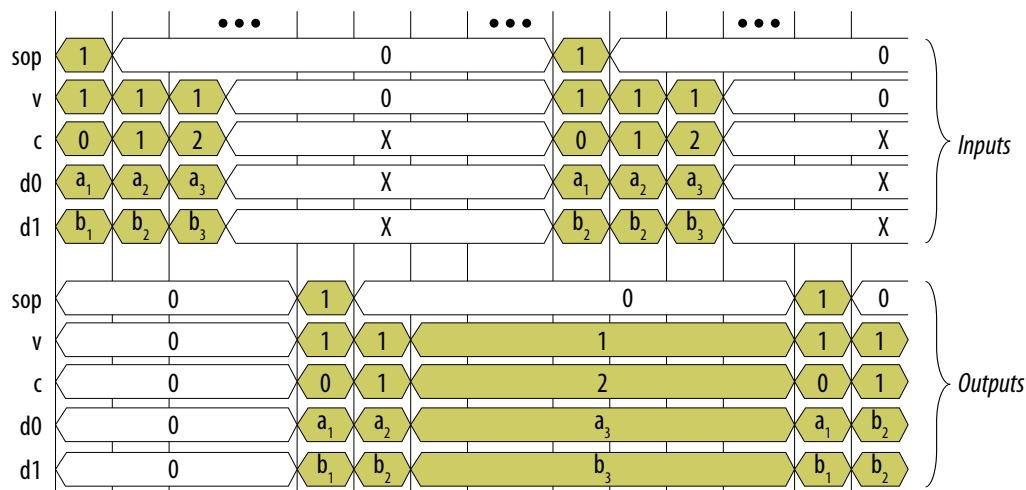 ••• ••• •••
sop 1 0 1 0
v 1 1 1 0 1 1 1 0
c 0 1 2 X 0 1 2 X
Inputs
d0 a₁ a₂ a₃ X a₁ a₂ a₃ X
d1 b₁ b₂ b₃ X b₂ b₂ b₃ X
sop 0 1 0 1 0
v 0 1 1 1 1 1
c 0 0 1 2 0 1
Outputs
d0 0 a₁ a₂ a₃ a₁ b₂
d1 0 b₁ b₂ b₃ b₁ b₂